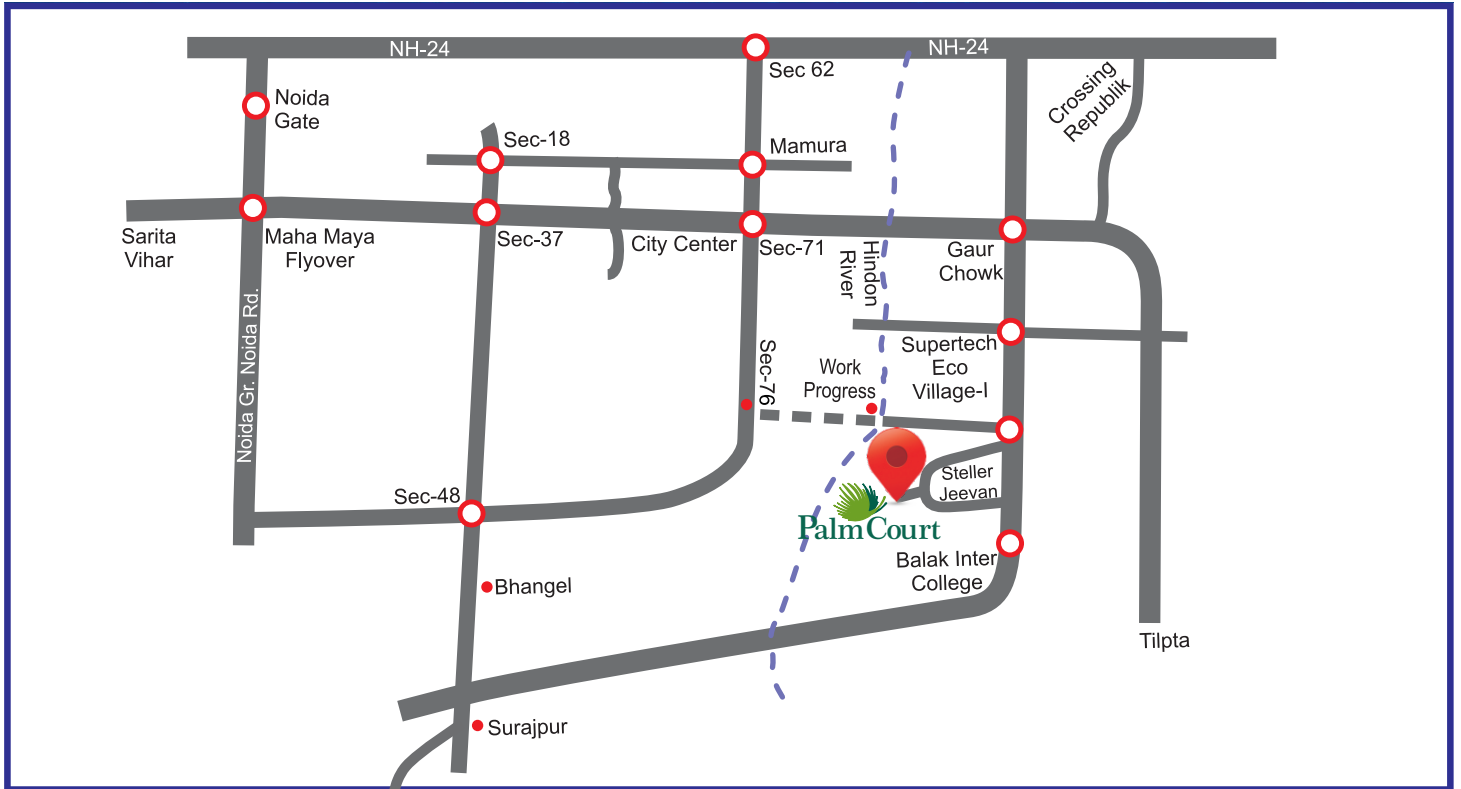 NH-24
NH-24
Sec 62
Noida
Gate
Sec-18
Mamura
Crossing
Republik
Sarita
Vihar
Maha Maya
Flyover
Sec-37
City Center
Sec-71
Hindon
River
Gaur
Chowk
Noida Gr. Noida Rd.
Supertech
Eco
Village-I
Sec-76
Work
Progress
Steller
Jeevan
Sec-48
Palm Court
Balak Inter
College
Bhangel
Tilpta
Surajpur